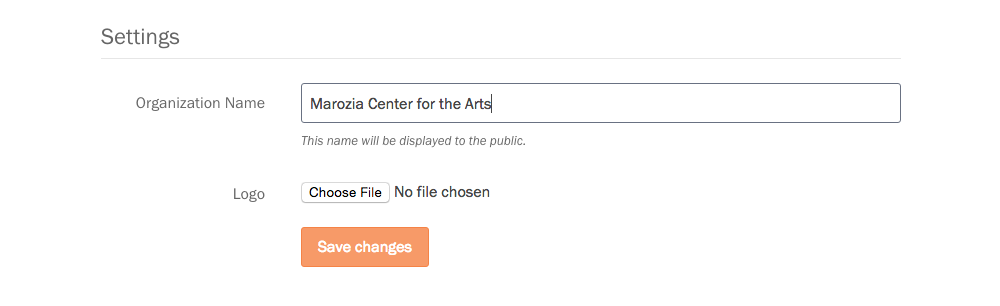 Settings
Organization Name
Marozia Center for the Arts
This name will be displayed to the public.
Logo
Choose File No file chosen
Save changes